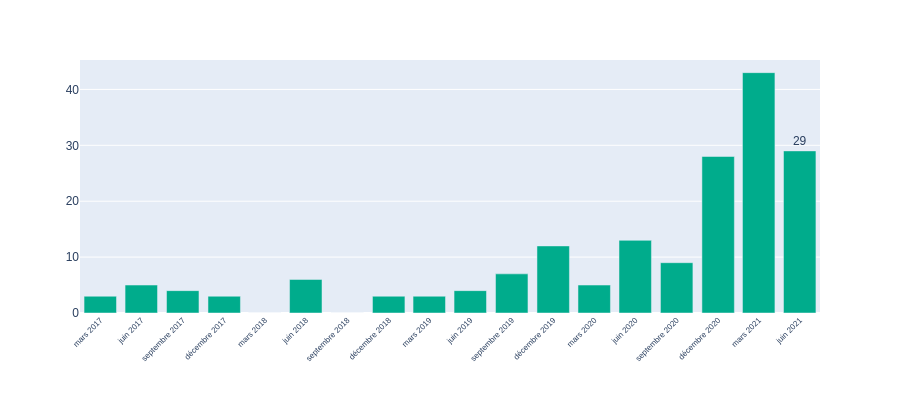 40
30
20
10
0
29
mars 2017
juin 2017
septembre 2017
décembre 2017
mars 2018
juin 2018
septembre 2018
décembre 2018
mars 2019
juin 2019
septembre 2019
décembre 2019
mars 2020
juin 2020
septembre 2020
décembre 2020
mars 2021
juin 2021